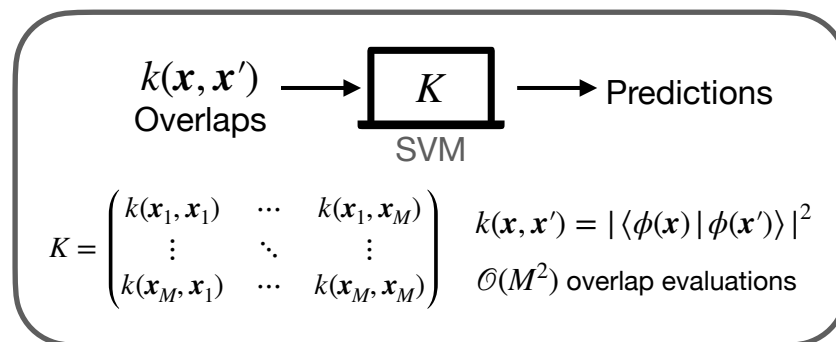 k(x, x′)
Overlaps
K
SVM
Predictions
K = ( k(x₁, x₁) ⋯ k(x₁, x_M)
⋮ ⋱ ⋮
k(x_M, x₁) ⋯ k(x_M, x_M) )
k(x, x′) = |⟨ϕ(x)|ϕ(x′)⟩|²
𝒪(M²) overlap evaluations